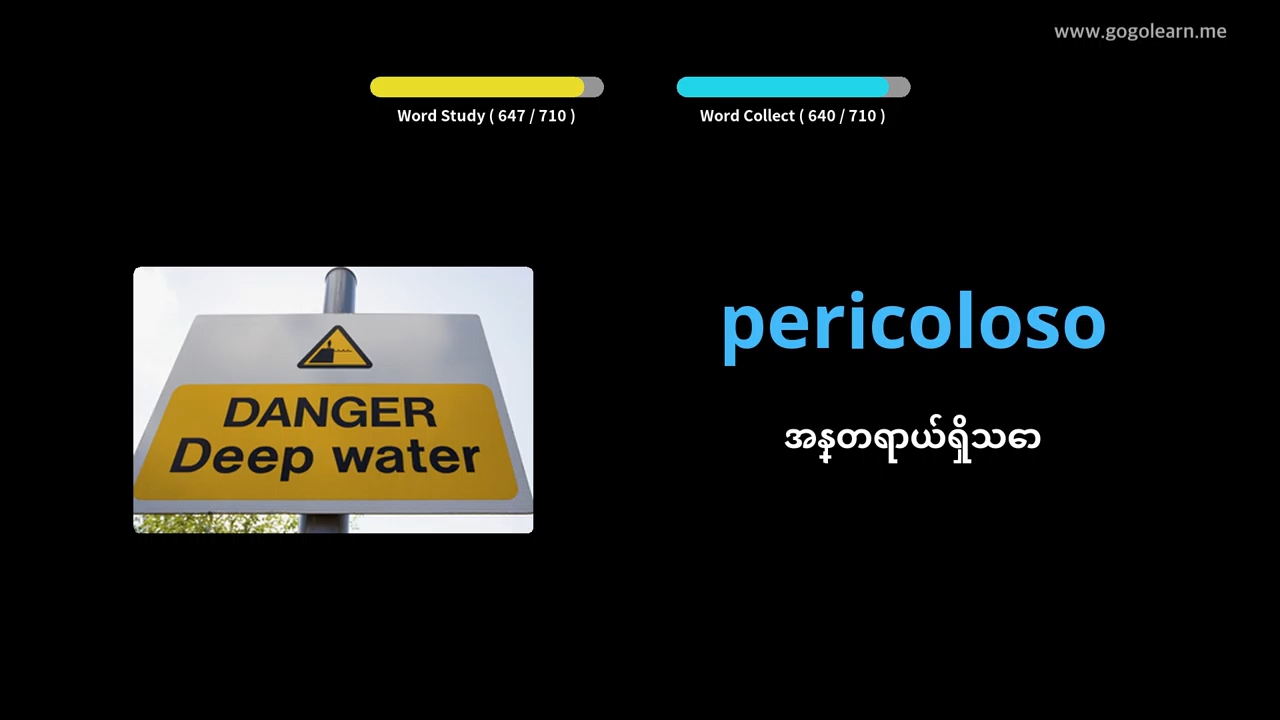 www.gogolearn.me
Word Study ( 647 / 710 )
Word Collect ( 640 / 710 )
DANGER
Deep water
pericoloso
အန္တရာယ်ရှိသော